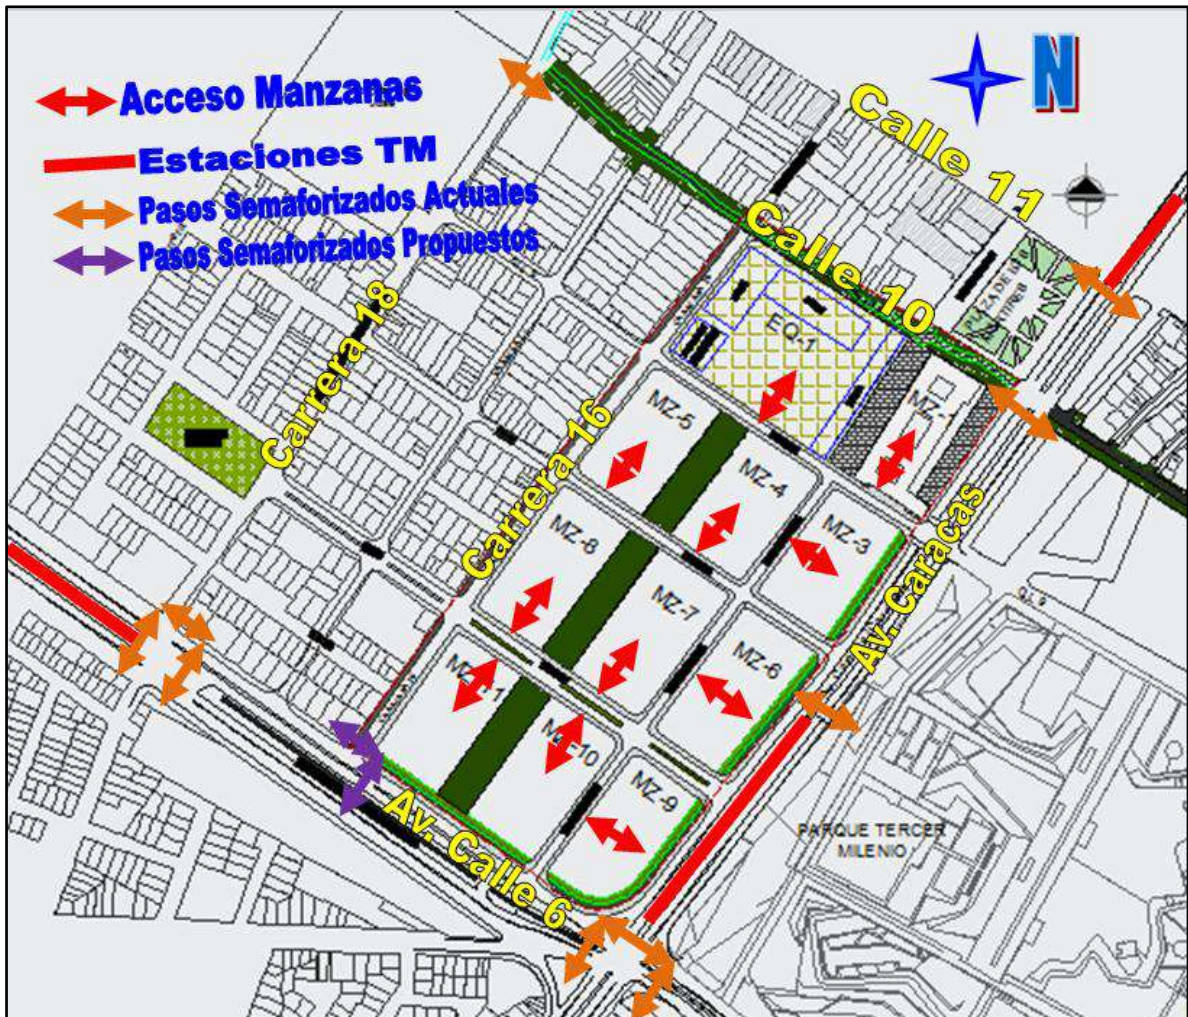 N
Acceso Manzanas
Estaciones TM
Pasos Semaforizados Actuales
Pasos Semaforizados Propuestos
Calle 11
Calle 10
Carrera 18
Carrera 16
Av. Caracas
Av. Calle 6
EQ-1
MZ-1
MZ-5
MZ-4
MZ-3
MZ-8
MZ-7
MZ-6
MZ-9
PARQUE TERCER
MILENIO